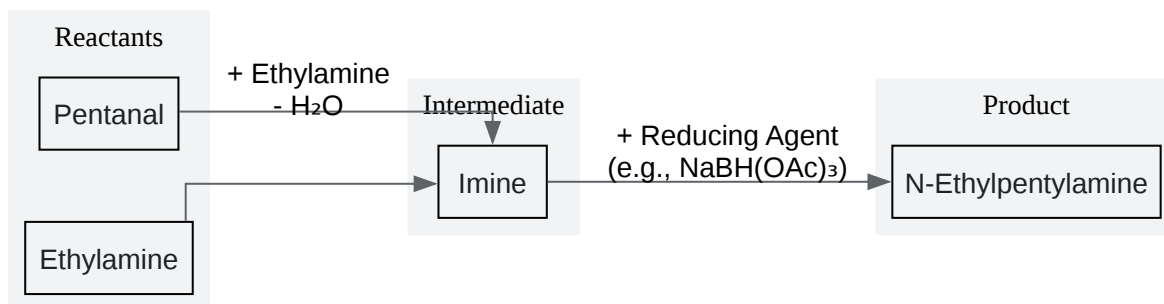 Reactants
Pentanal
Ethylamine
+ Ethylamine
- H₂O
Intermediate
Imine
+ Reducing Agent
(e.g., NaBH(OAc)₃)
Product
N-Ethylpentylamine